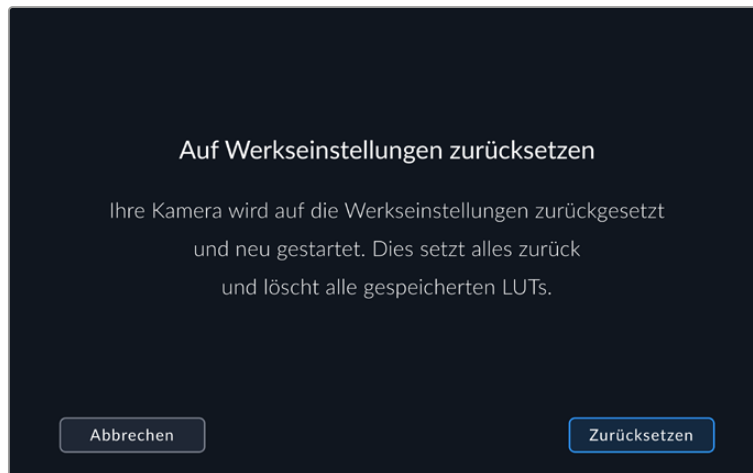 Auf Werkseinstellungen zurücksetzen
Ihre Kamera wird auf die Werkseinstellungen zurückgesetzt
und neu gestartet. Dies setzt alles zurück
und löscht alle gespeicherten LUTs.
Abbrechen
Zurücksetzen